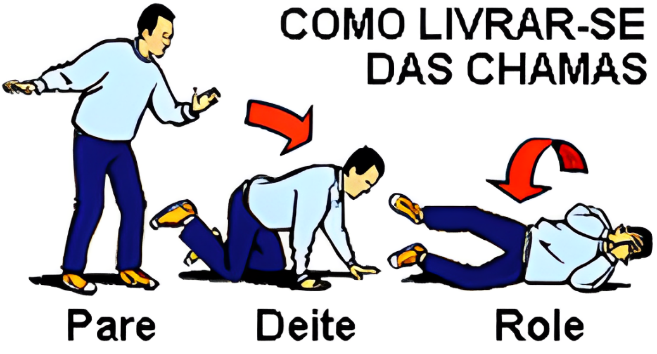 COMO LIVRAR-SE
DAS CHAMAS
Pare Deite Role